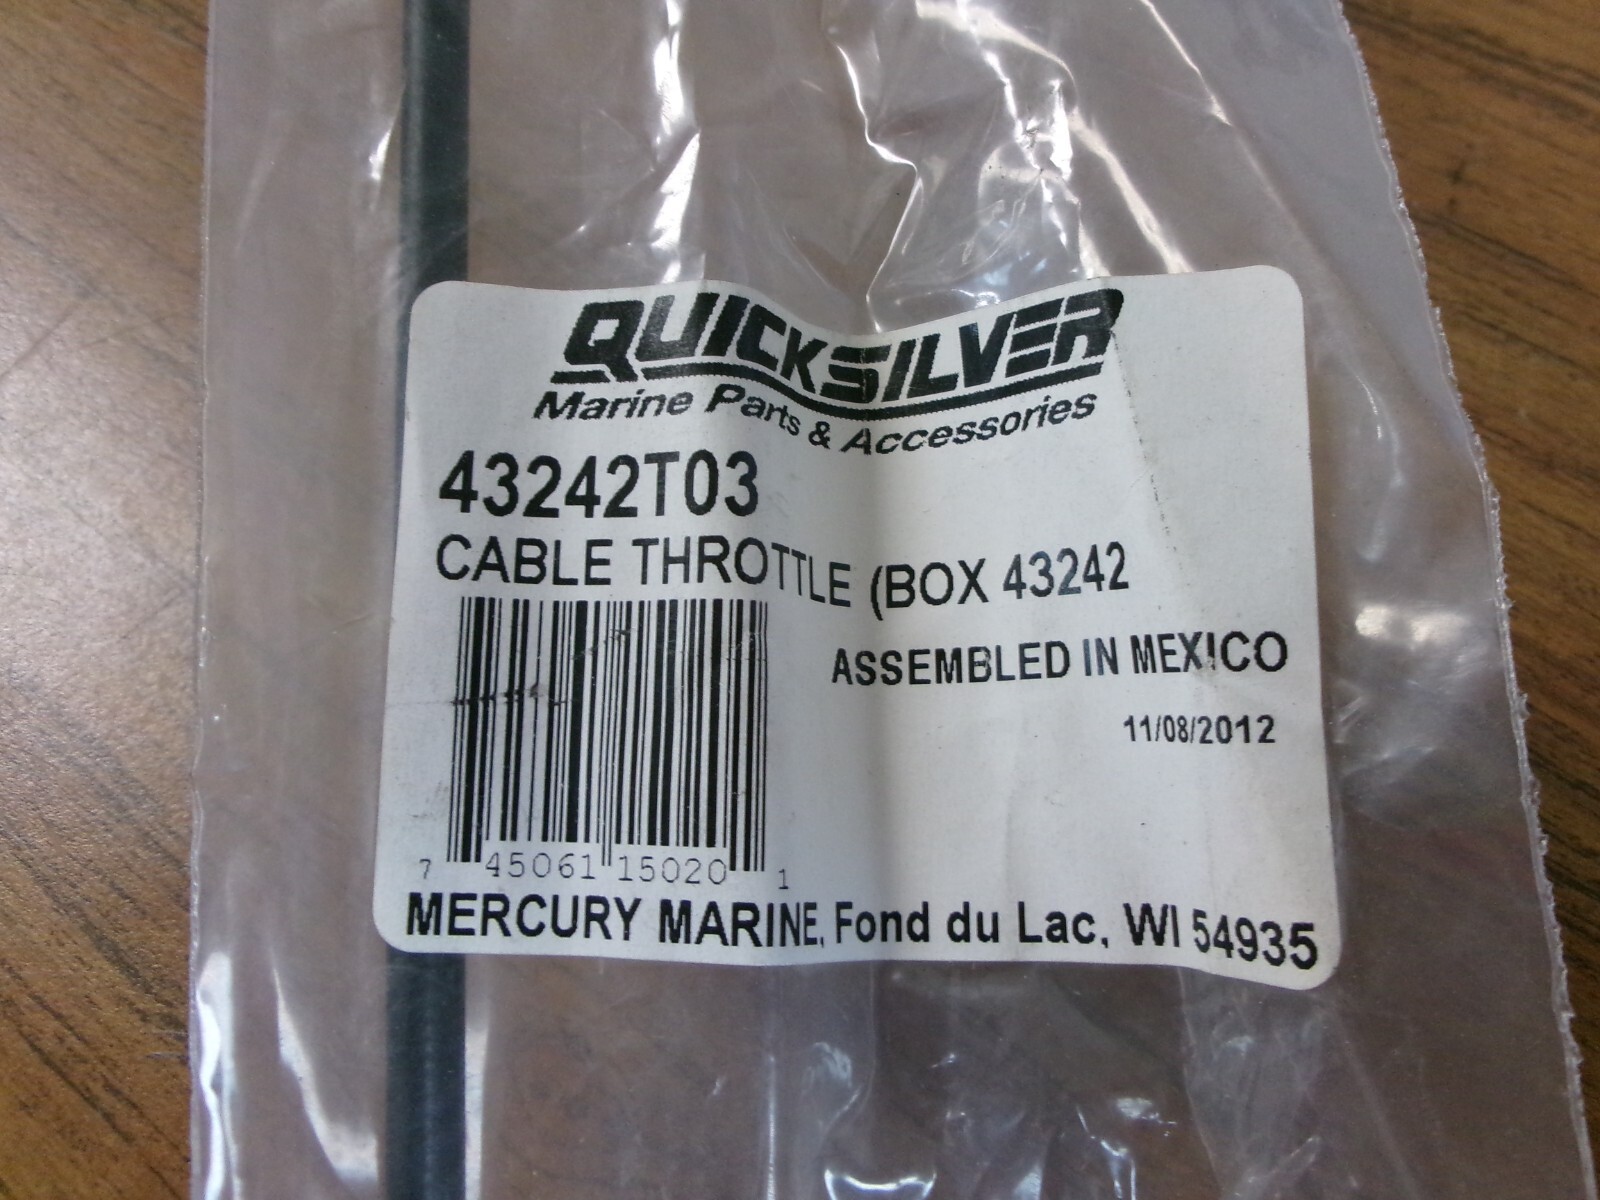 QUICKSILVER
Marine Parts & Accessories
43242T03
CABLE THROTTLE (BOX 43242
ASSEMBLED IN MEXICO
11/08/2012
7 45061 15020 1
MERCURY MARINE, Fond du Lac, WI 54935